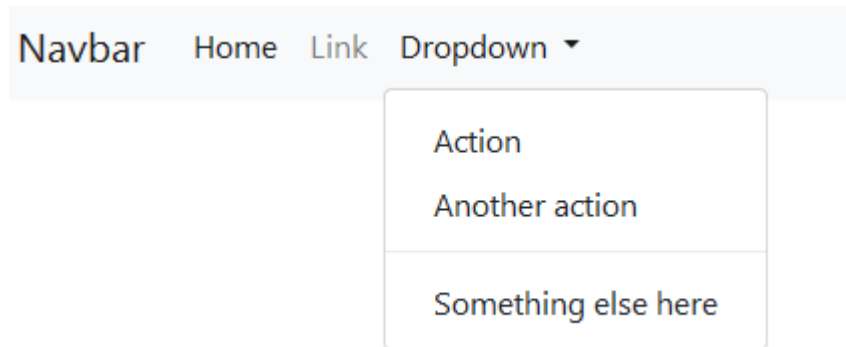 Navbar Home Link Dropdown
Action
Another action
Something else here